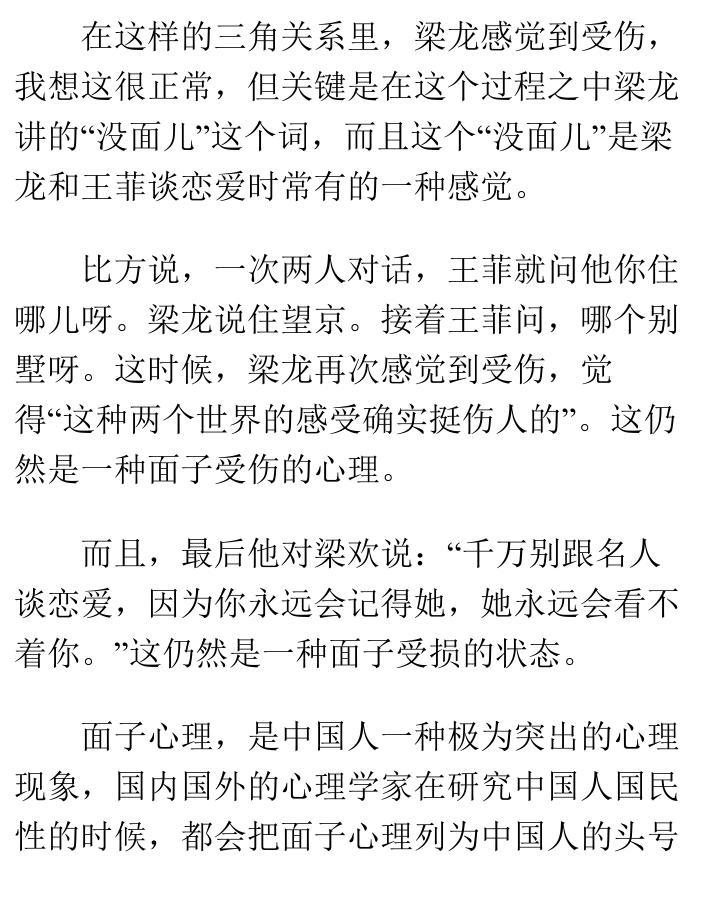 在这样的三角关系里，梁龙感觉到受伤，
我想这很正常，但关键是在这个过程之中梁龙
讲的“没面儿”这个词，而且这个“没面儿”是梁
龙和王菲谈恋爱时常有的一种感觉。
比方说，一次两人对话，王菲就问他你住
哪儿呀。梁龙说住望京。接着王菲问，哪个别
墅呀。这时候，梁龙再次感觉到受伤，觉
得“这种两个世界的感受确实挺伤人的”。这仍
然是一种面子受伤的心理。
而且，最后他对梁欢说：“千万别跟名人
谈恋爱，因为你永远会记得她，她永远会看不
着你。”这仍然是一种面子受损的状态。
面子心理，是中国人一种极为突出的心理
现象，国内国外的心理学家在研究中国人国民
性的时候，都会把面子心理列为中国人的头号